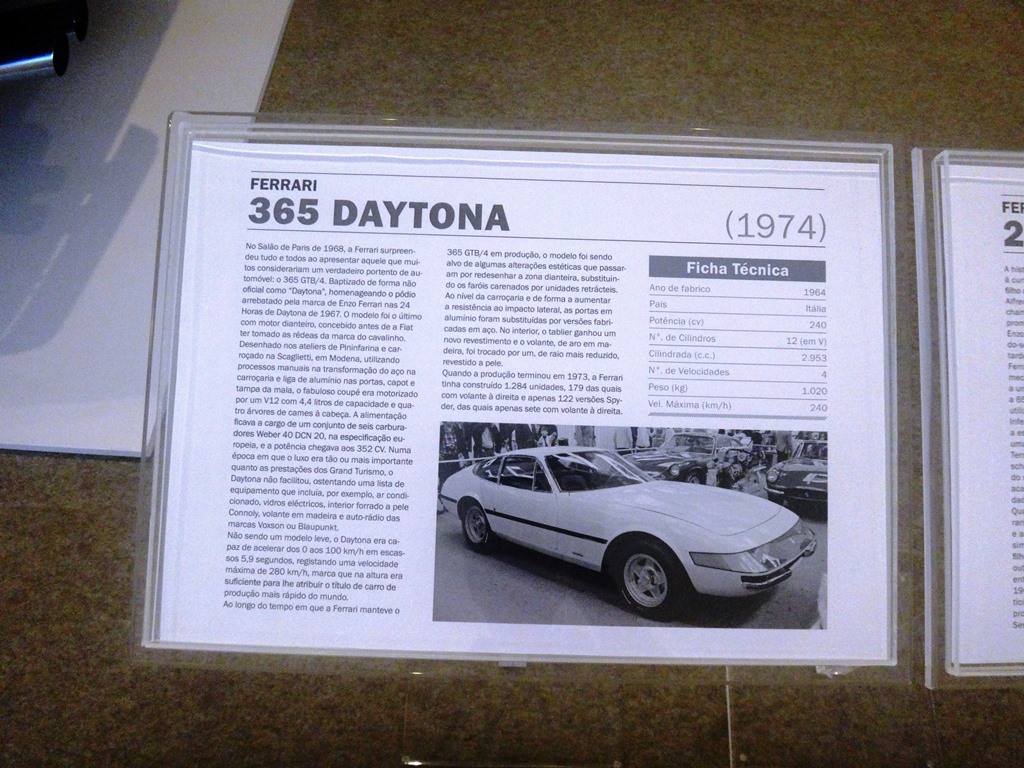 FERRARI
365 DAYTONA
(1974)
No Salão de Paris de 1968, a Ferrari surpreen-
deu tudo e todos ao apresentar aquele que mui-
tos considerariam um verdadeiro portento de au-
tomóvel: o 365 GTB/4. Baptizado de forma não
oficial como "Daytona", homenageando o pódio
arrebatado pela marca de Enzo Ferrari nas 24
Horas de Daytona de 1967. O modelo foi o último
com motor dianteiro, concebido antes de a Fiat
ter tomado as rédeas da marca do cavalinho.
Desenhado nos ateliers de Pininfarina e car-
roçado na Scaglietti, em Modena, utilizando
processos manuais na transformação do aço na
carroçaria e liga de alumínio nas portas, capot e
tampa da mala, o fabuloso coupé era motorizado
por um V12 com 4,4 litros de capacidade e qua-
tro árvores de cames à cabeça. A alimentação
ficava a cargo de um conjunto de seis carbura-
dores Weber 40 DCN 20, na especificação eu-
ropeia, e a potência chegava aos 352 CV. Numa
época em que o luxo era tão ou mais importante
quanto as prestações dos Grand Turismo, o
Daytona não facilitou, ostentando uma lista de
equipamento que incluía, por exemplo, ar condi-
cionado, vidros eléctricos, interior forrado a pele
Connoly, volante em madeira e auto-rádio das
marcas Voxson ou Blaupunkt.
Não sendo um modelo leve, o Daytona era ca-
paz de acelerar dos 0 aos 100 km/h em escas-
sos 5,9 segundos, registando uma velocidade
máxima de 280 km/h, marca que na altura era
suficiente para lhe atribuir o título de carro de
produção mais rápido do mundo.
Ao longo do tempo em que a Ferrari manteve o
365 GTB/4 em produção, o modelo foi sendo
alvo de algumas alterações estéticas que passar-
am por redesenhar a zona dianteira, substituin-
do os faróis carenados por unidades retrácteis.
Ao nível da carroçaria e de forma a aumentar
a resistência ao impacto lateral, as portas em
alumínio foram substituídas por versões fabri-
cadas em aço. No interior, o tablier ganhou um
novo revestimento e o volante, de aro em ma-
deira, foi trocado por um, de raio mais reduzido,
revestido a pele.
Quando a produção terminou em 1973, a Ferrari
tinha construído 1.284 unidades, 179 das quais
com volante à direita e apenas 122 versões Spy-
der, das quais apenas sete com volante à direita.
Ficha Técnica
Ano de fabrico 1964
País Itália
Potência (cv) 240
Nº. de Cilindros 12 (em V)
Cilindrada (c.c.) 2.953
Nº. de Velocidades 4
Peso (kg) 1.020
Vel. Máxima (km/h) 240